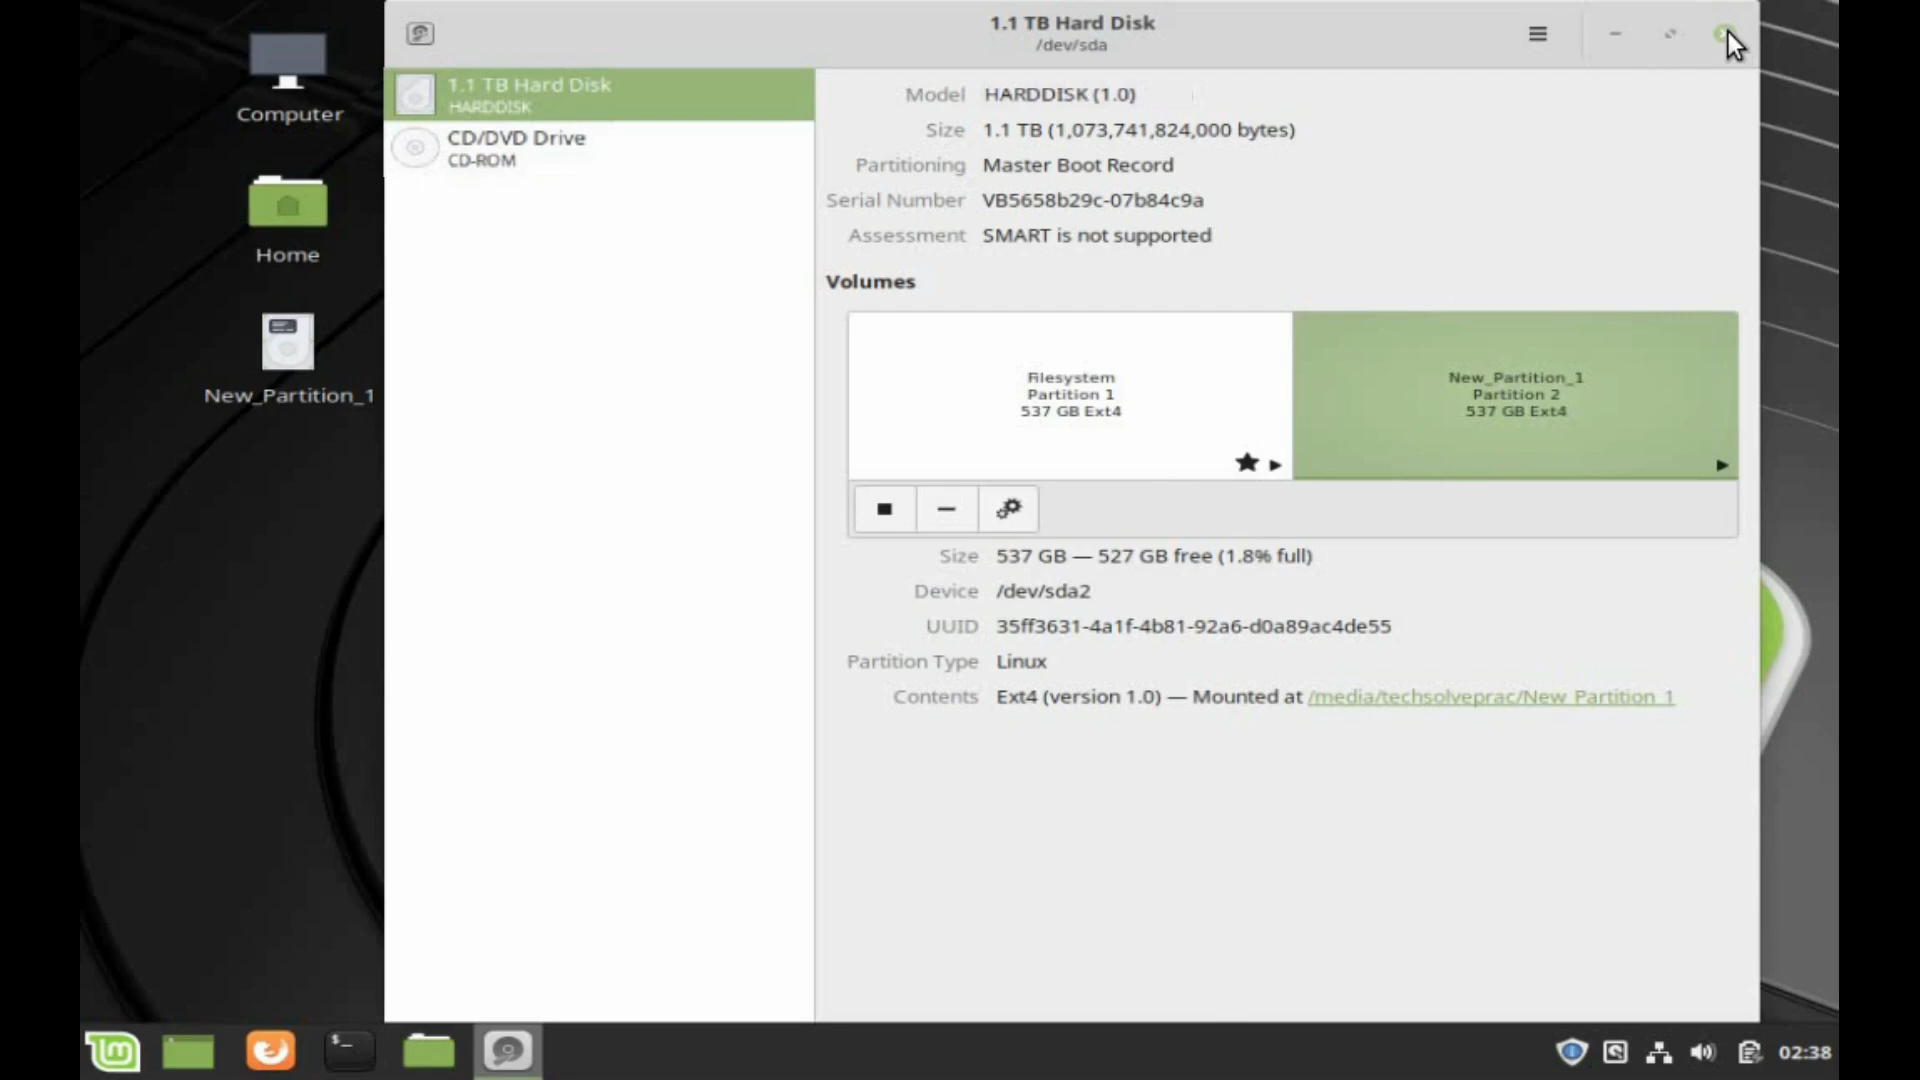 1.1 TB Hard Disk
/dev/sda
Computer
Home
New_Partition_1
1.1 TB Hard Disk
HARDDISK
CD/DVD Drive
CD-ROM
Model HARDDISK (1.0)
Size 1.1 TB (1,073,741,824,000 bytes)
Partitioning Master Boot Record
Serial Number VB5658b29c-07b84c9a
Assessment SMART is not supported
Volumes
Filesystem
Partition 1
537 GB Ext4
New_Partition_1
Partition 2
537 GB Ext4
Size 537 GB — 527 GB free (1.8% full)
Device /dev/sda2
UUID 35ff3631-4a1f-4b81-92a6-d0a89ac4de55
Partition Type Linux
Contents Ext4 (version 1.0) — Mounted at /media/techsolveprac/New_Partition_1
lm
$_
02:38